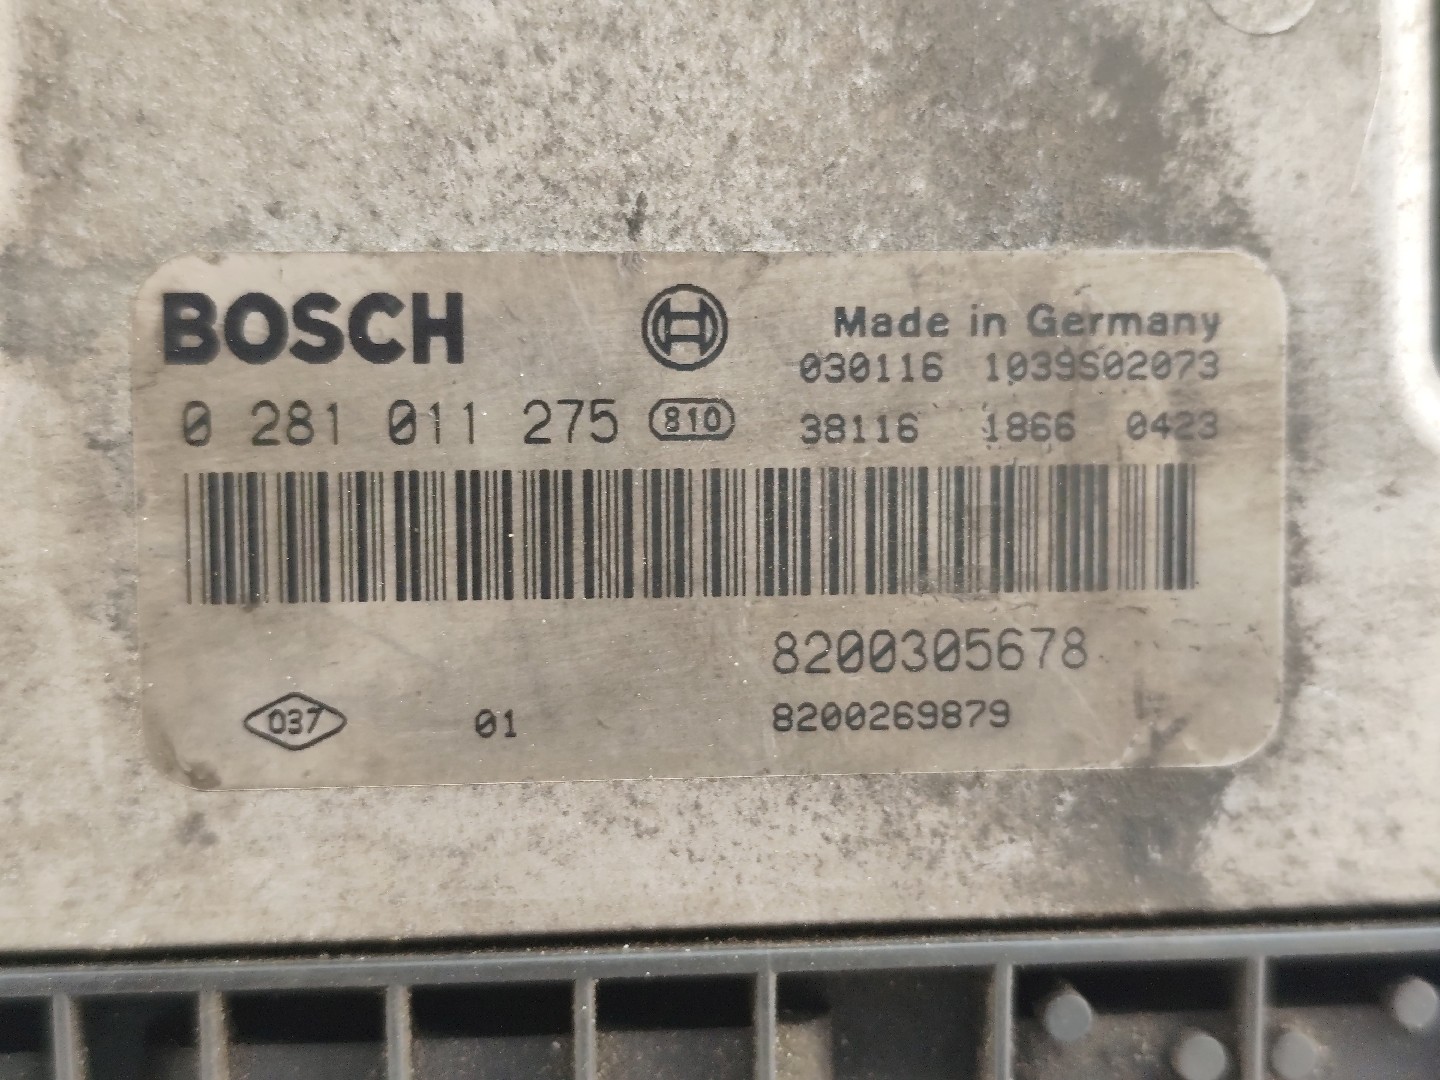 BOSCH
Made in Germany
030116 1039S02073
0 281 011 275 810
38116 1866 0423
8200305678
037 01 8200269879